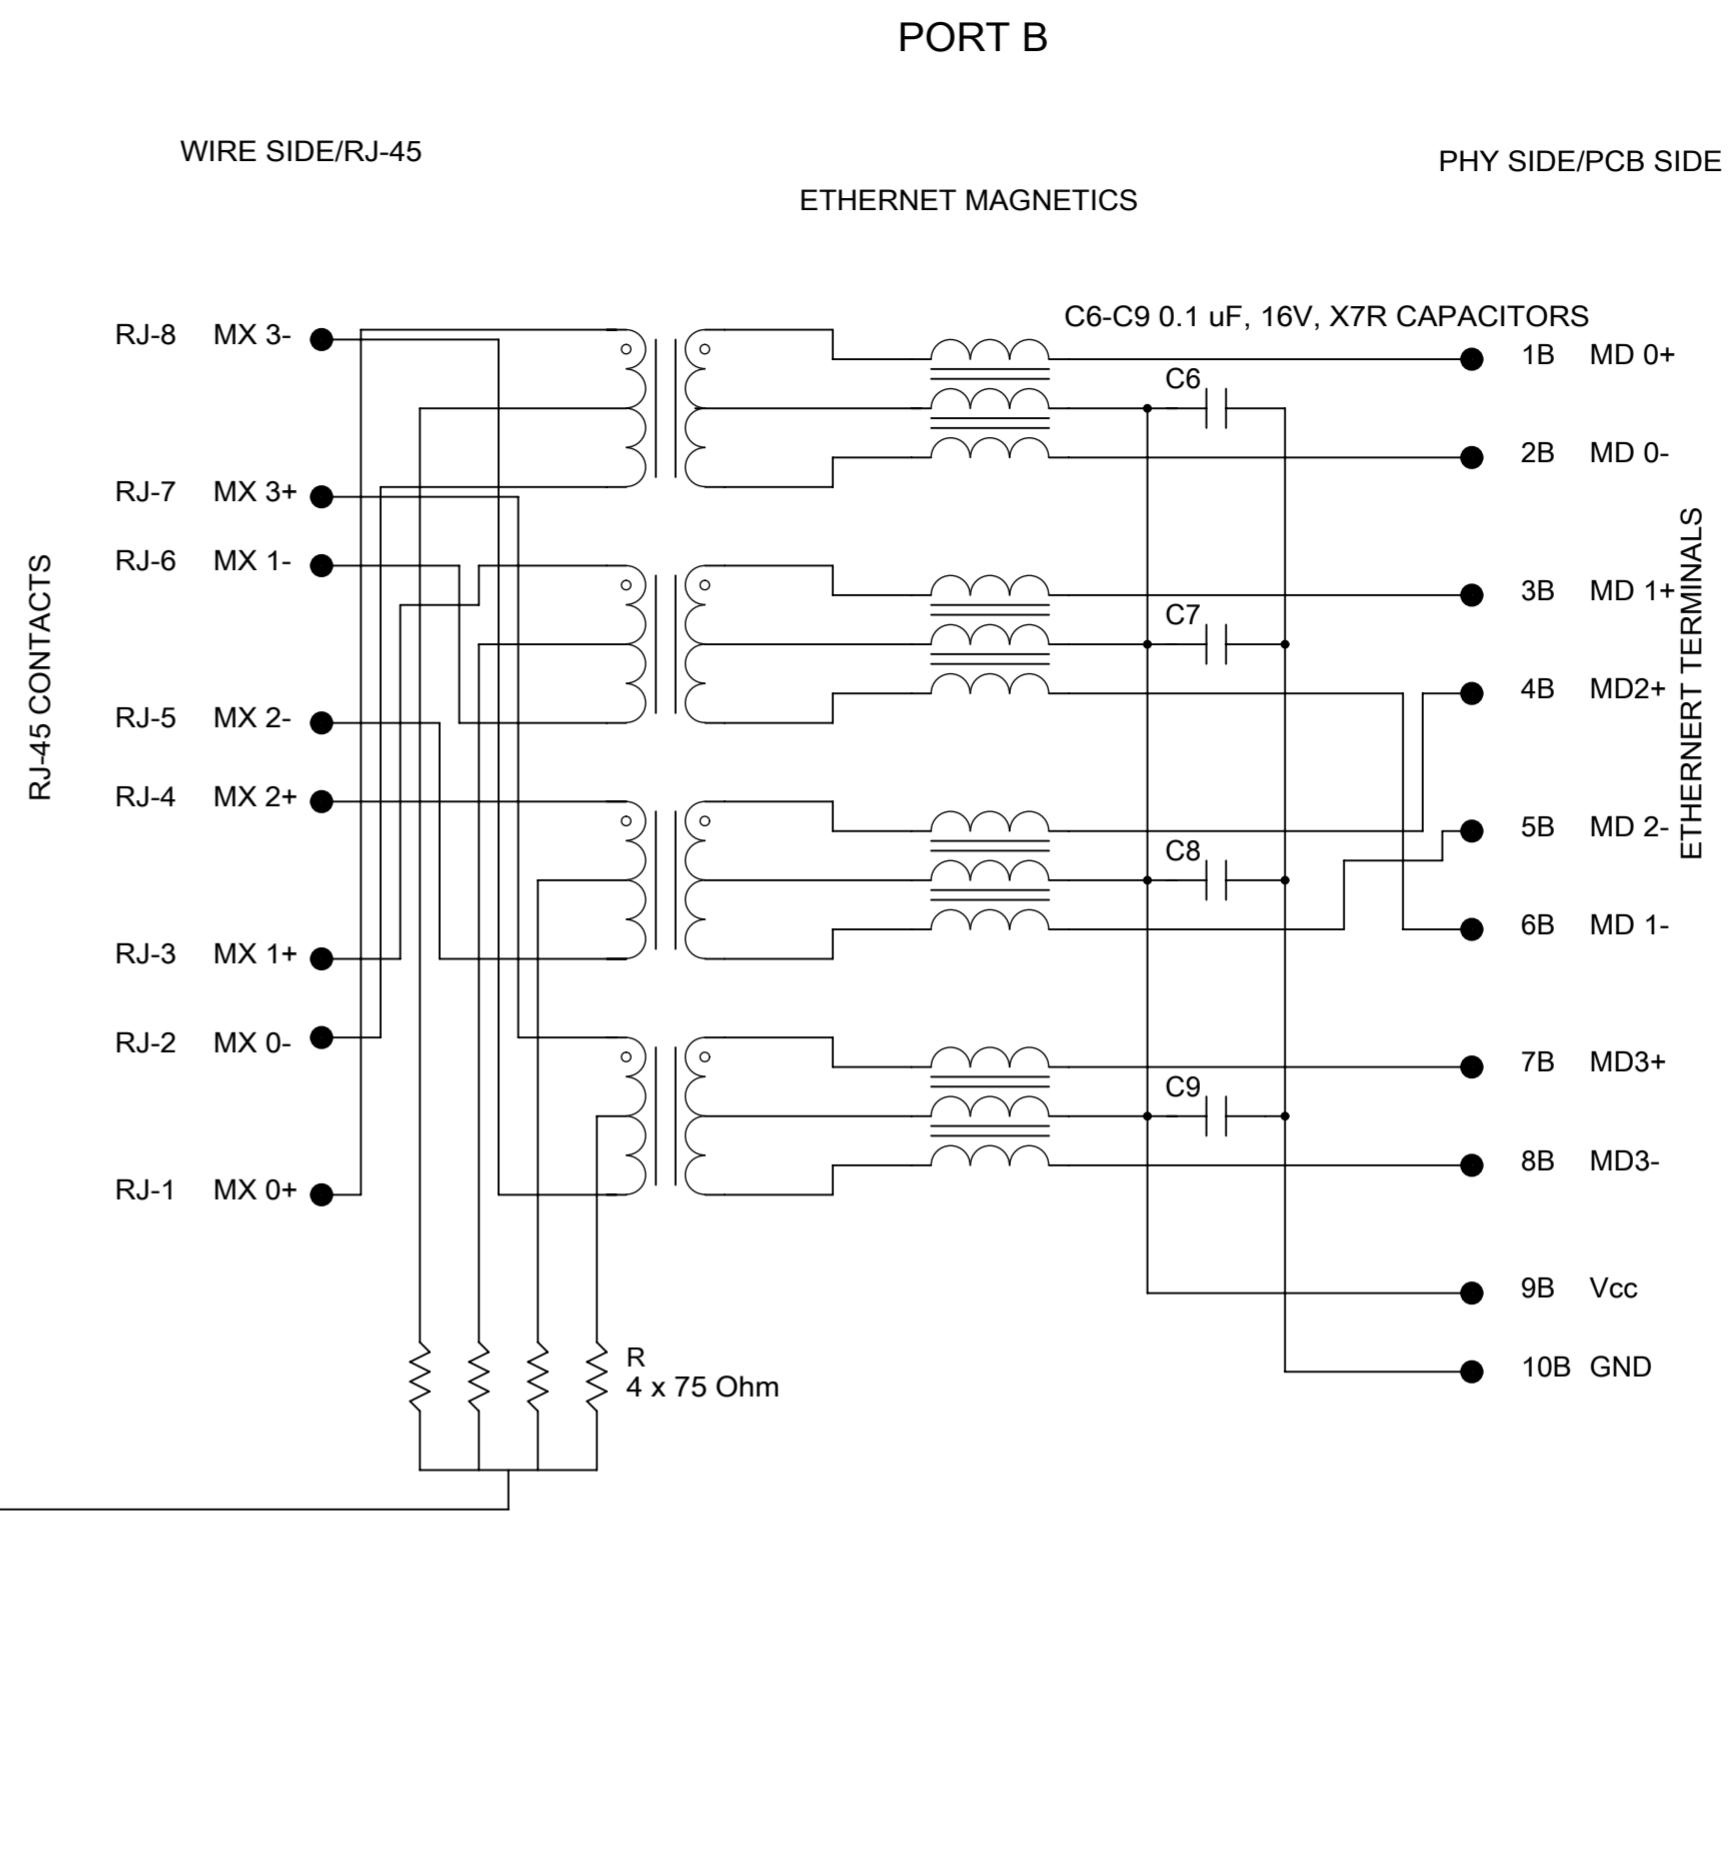 PORT B
WIRE SIDE/RJ-45
PHY SIDE/PCB SIDE
ETHERNET MAGNETICS
C6-C9 0.1 uF, 16V, X7R CAPACITORS
RJ-8 MX 3-
1B MD 0+
C6
2B MD 0-
RJ-7 MX 3+
RJ-6 MX 1-
3B MD 1+
C7
RJ-45 CONTACTS
ETHERNERT TERMINALS
4B MD2+
RJ-5 MX 2-
RJ-4 MX 2+
5B MD 2-
C8
6B MD 1-
RJ-3 MX 1+
RJ-2 MX 0-
7B MD3+
C9
8B MD3-
RJ-1 MX 0+
9B Vcc
R
4 x 75 Ohm
10B GND